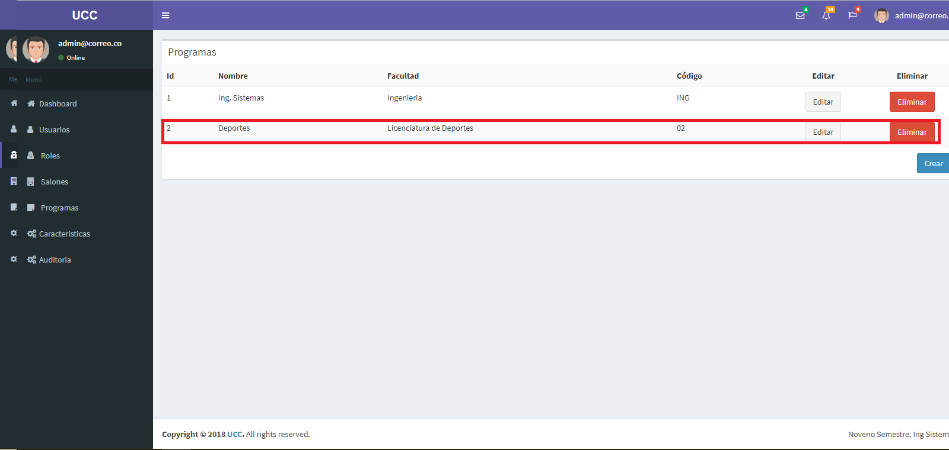 UCC
4
10
9
admin@correo.
admin@correo.co
Online
Me Menú
Dashboard
Usuarios
Roles
Salones
Programas
Caracteristicas
Auditoria
Programas
Id Nombre Facultad Código Editar Eliminar
1 Ing. Sistemas Ingenieria ING Editar Eliminar
2 Deportes Licenciatura de Deportes 02 Editar Eliminar
Crear
Copyright © 2018 UCC. All rights reserved. Noveno Semestre. Ing Sistem